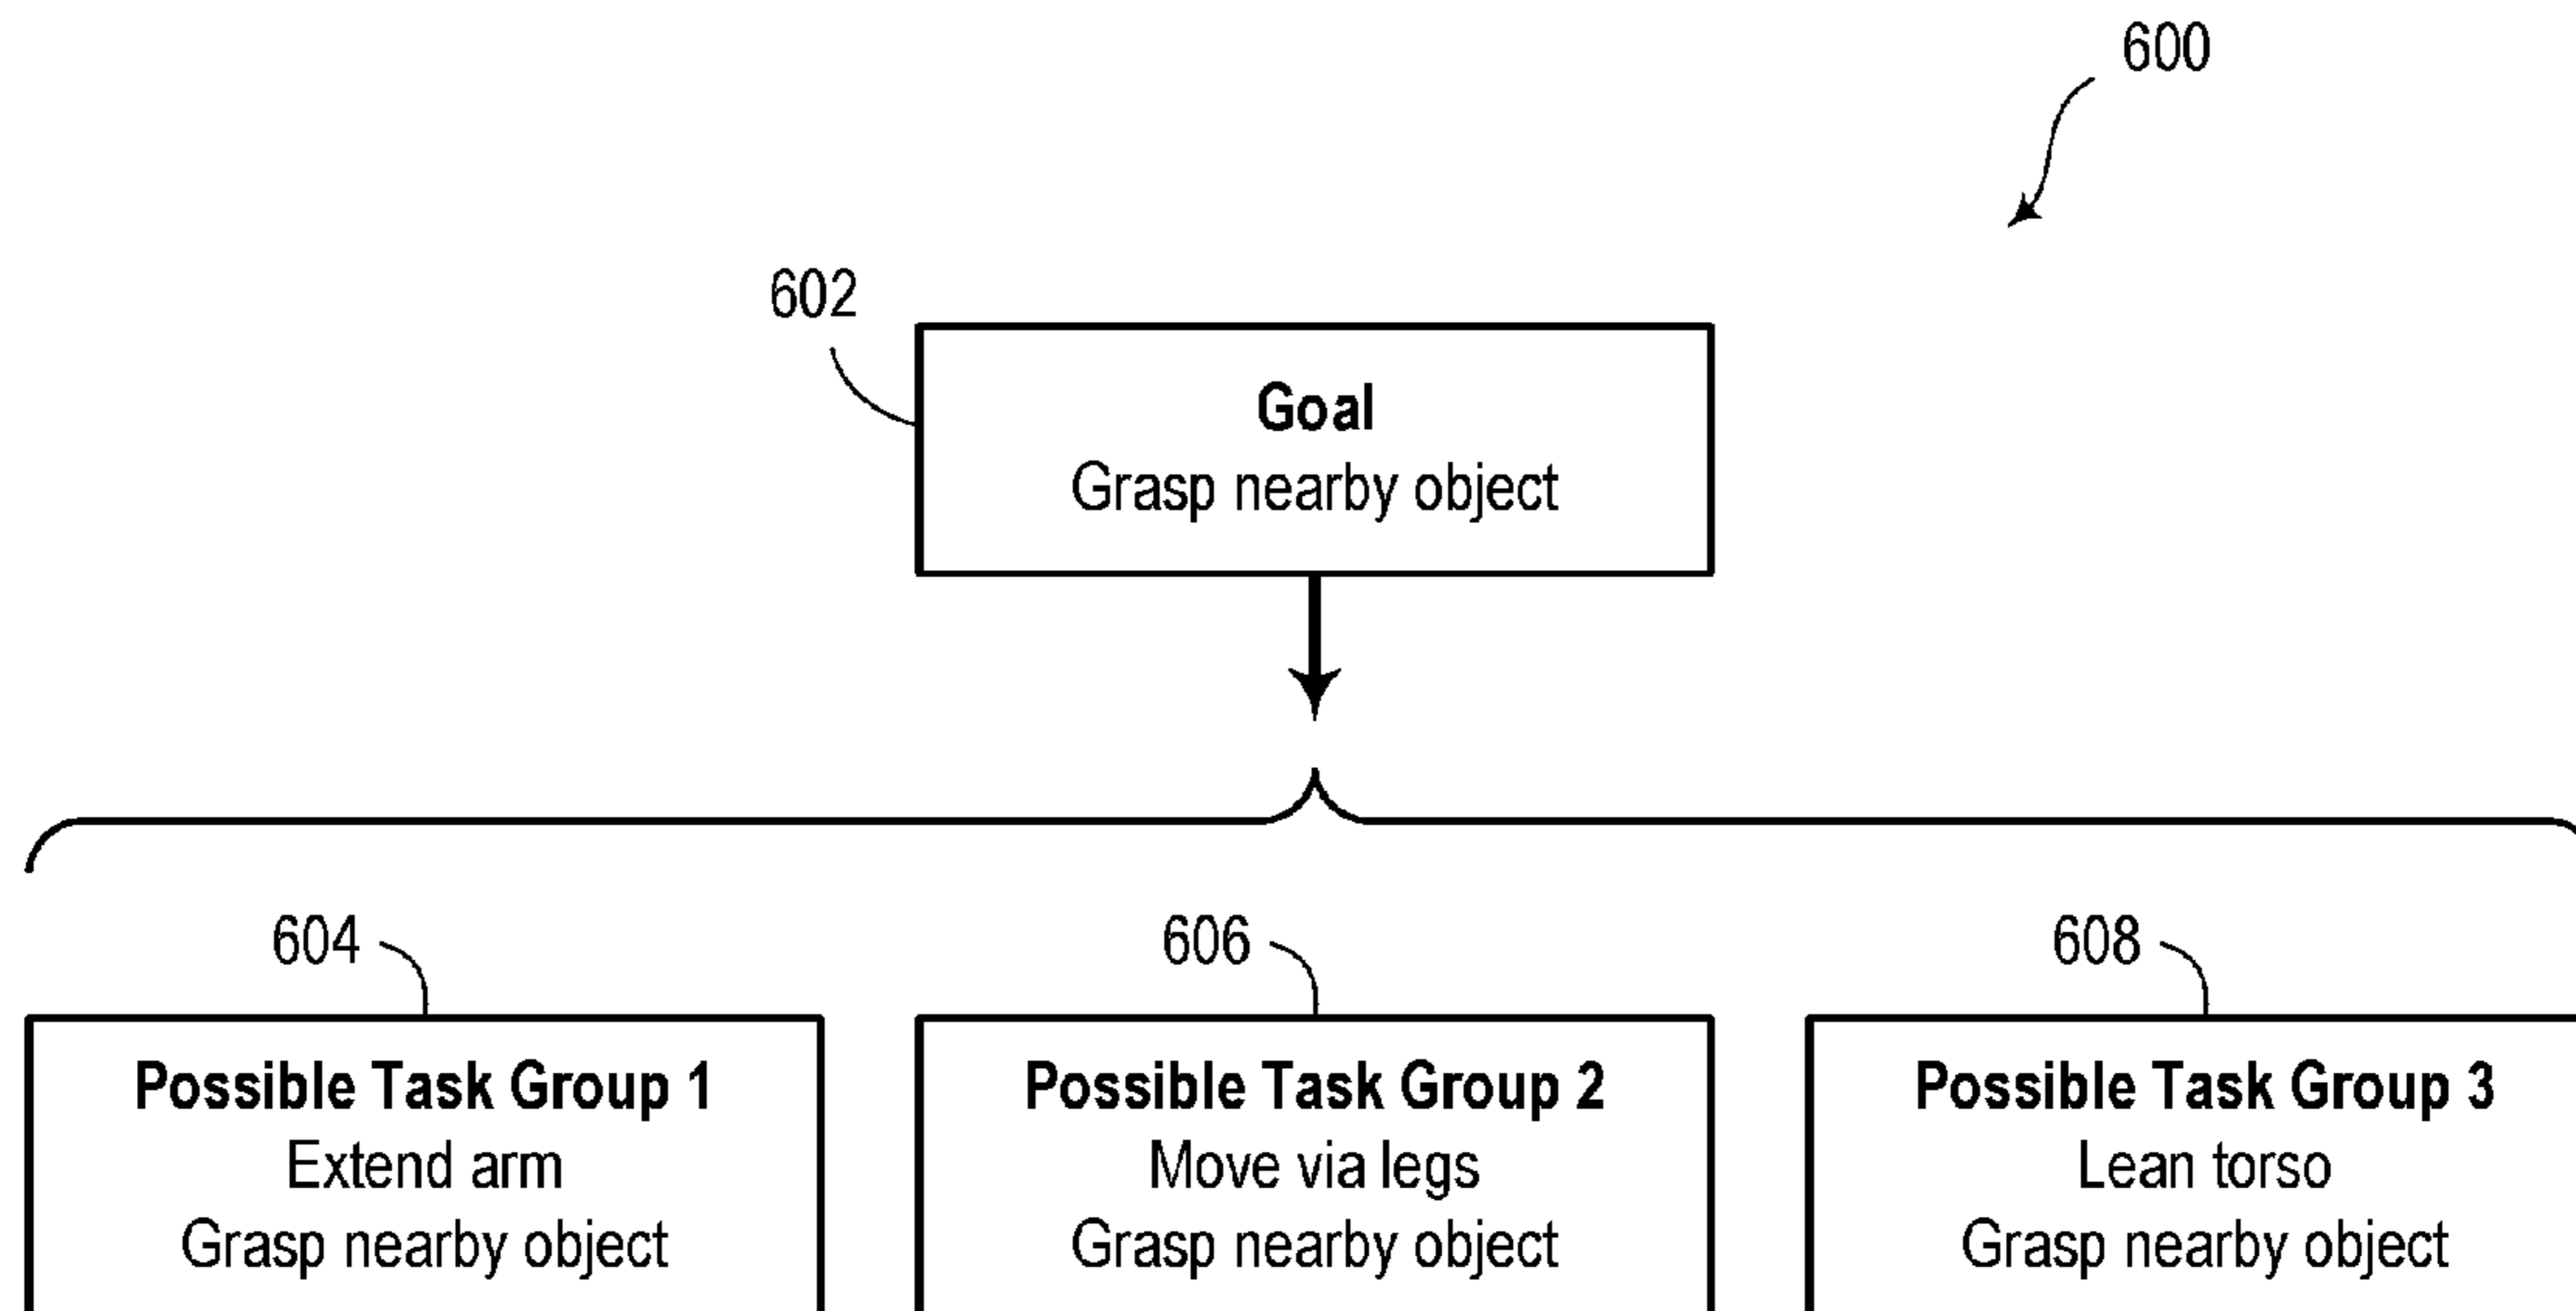 600
602
Goal
Grasp nearby object
604
606
608
Possible Task Group 1
Extend arm
Grasp nearby object
Possible Task Group 2
Move via legs
Grasp nearby object
Possible Task Group 3
Lean torso
Grasp nearby object